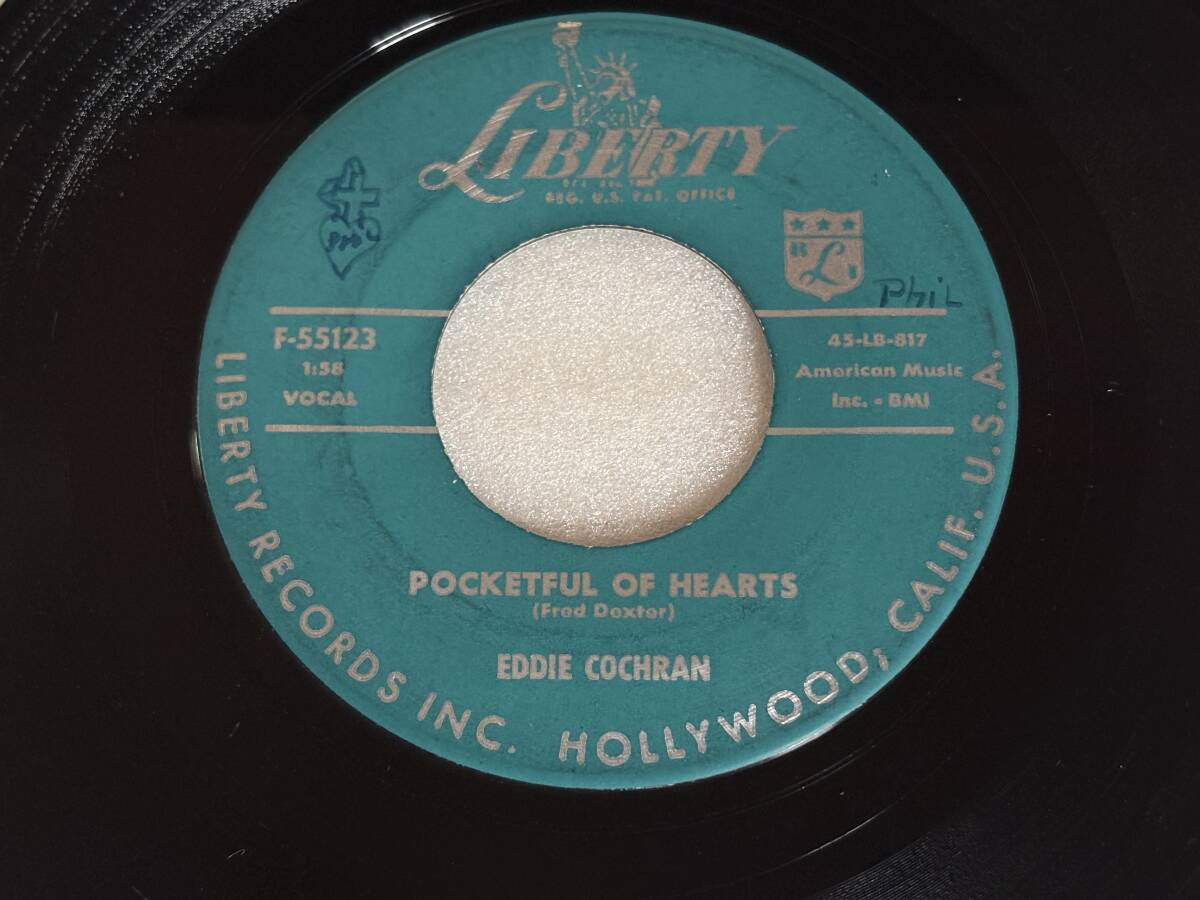 LIBERTY
REG. U.S. PAT. OFFICE
Phil
F-55123
1:58
VOCAL
45-LB-817
American Music
Inc. - BMI
POCKETFUL OF HEARTS
(Fred Dexter)
EDDIE COCHRAN
LIBERTY RECORDS INC. HOLLYWOOD, CALIF. U.S.A.